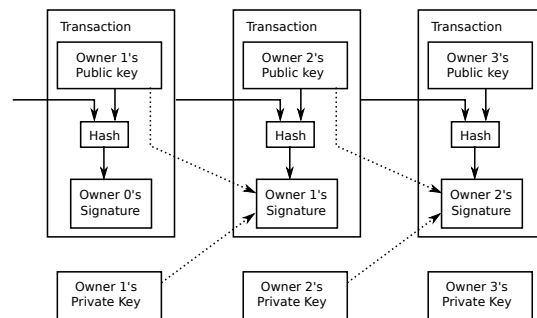 Transaction
Owner 1's
Public key
Hash
Owner 0's
Signature
Transaction
Owner 2's
Public key
Hash
Owner 1's
Signature
Transaction
Owner 3's
Public key
Hash
Owner 2's
Signature
Owner 1's
Private Key
Owner 2's
Private Key
Owner 3's
Private Key